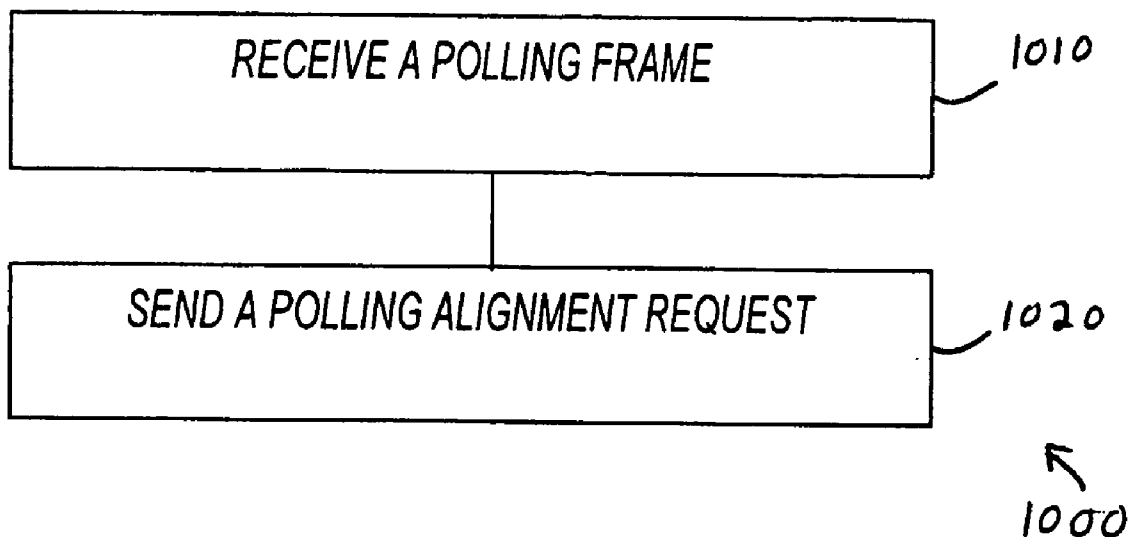 RECEIVE A POLLING FRAME
1010
SEND A POLLING ALIGNMENT REQUEST
1020
1000